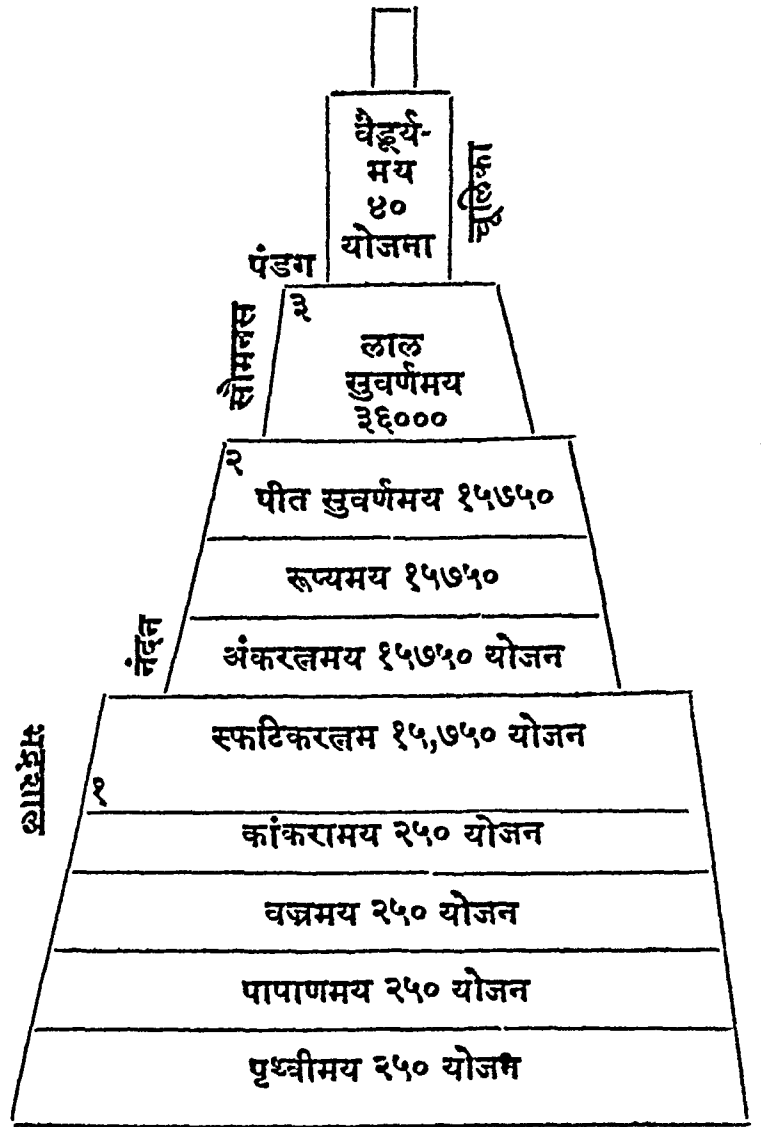 वैडूर्य-
मय
४०
योजना
चूलिका
पंडग
३
सौमनस
लाल
सुवर्णमय
३६०००
२
पीत सुवर्णमय १५७५०
रूप्यमय १५७५०
नंदन
अंकरत्नमय १५७५० योजन
स्फटिकरत्नम १५,७५० योजन
भद्रशाल
१
कांकरामय २५० योजन
वज्रमय २५० योजन
पापाणमय २५० योजन
पृथ्वीमय २५० योजन